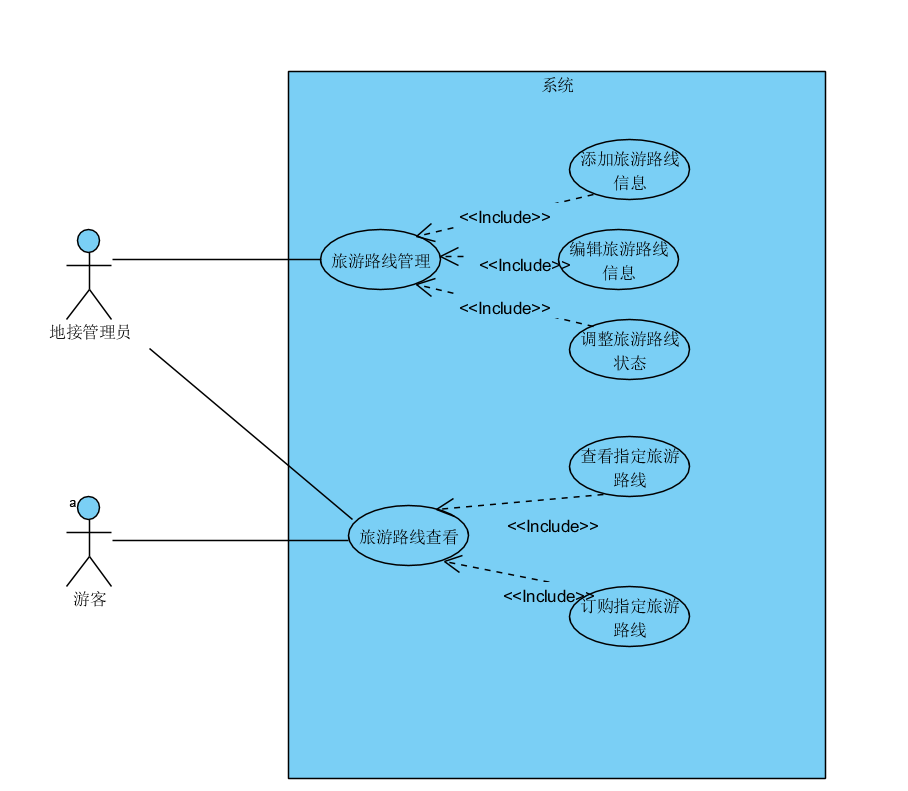 系统
添加旅游路线
信息
<<Include>>
旅游路线管理
编辑旅游路线
信息
<<Include>>
<<Include>>
调整旅游路线
状态
地接管理员
查看指定旅游
路线
a
<<Include>>
旅游路线查看
游客
<<Include>>
订购指定旅游
路线